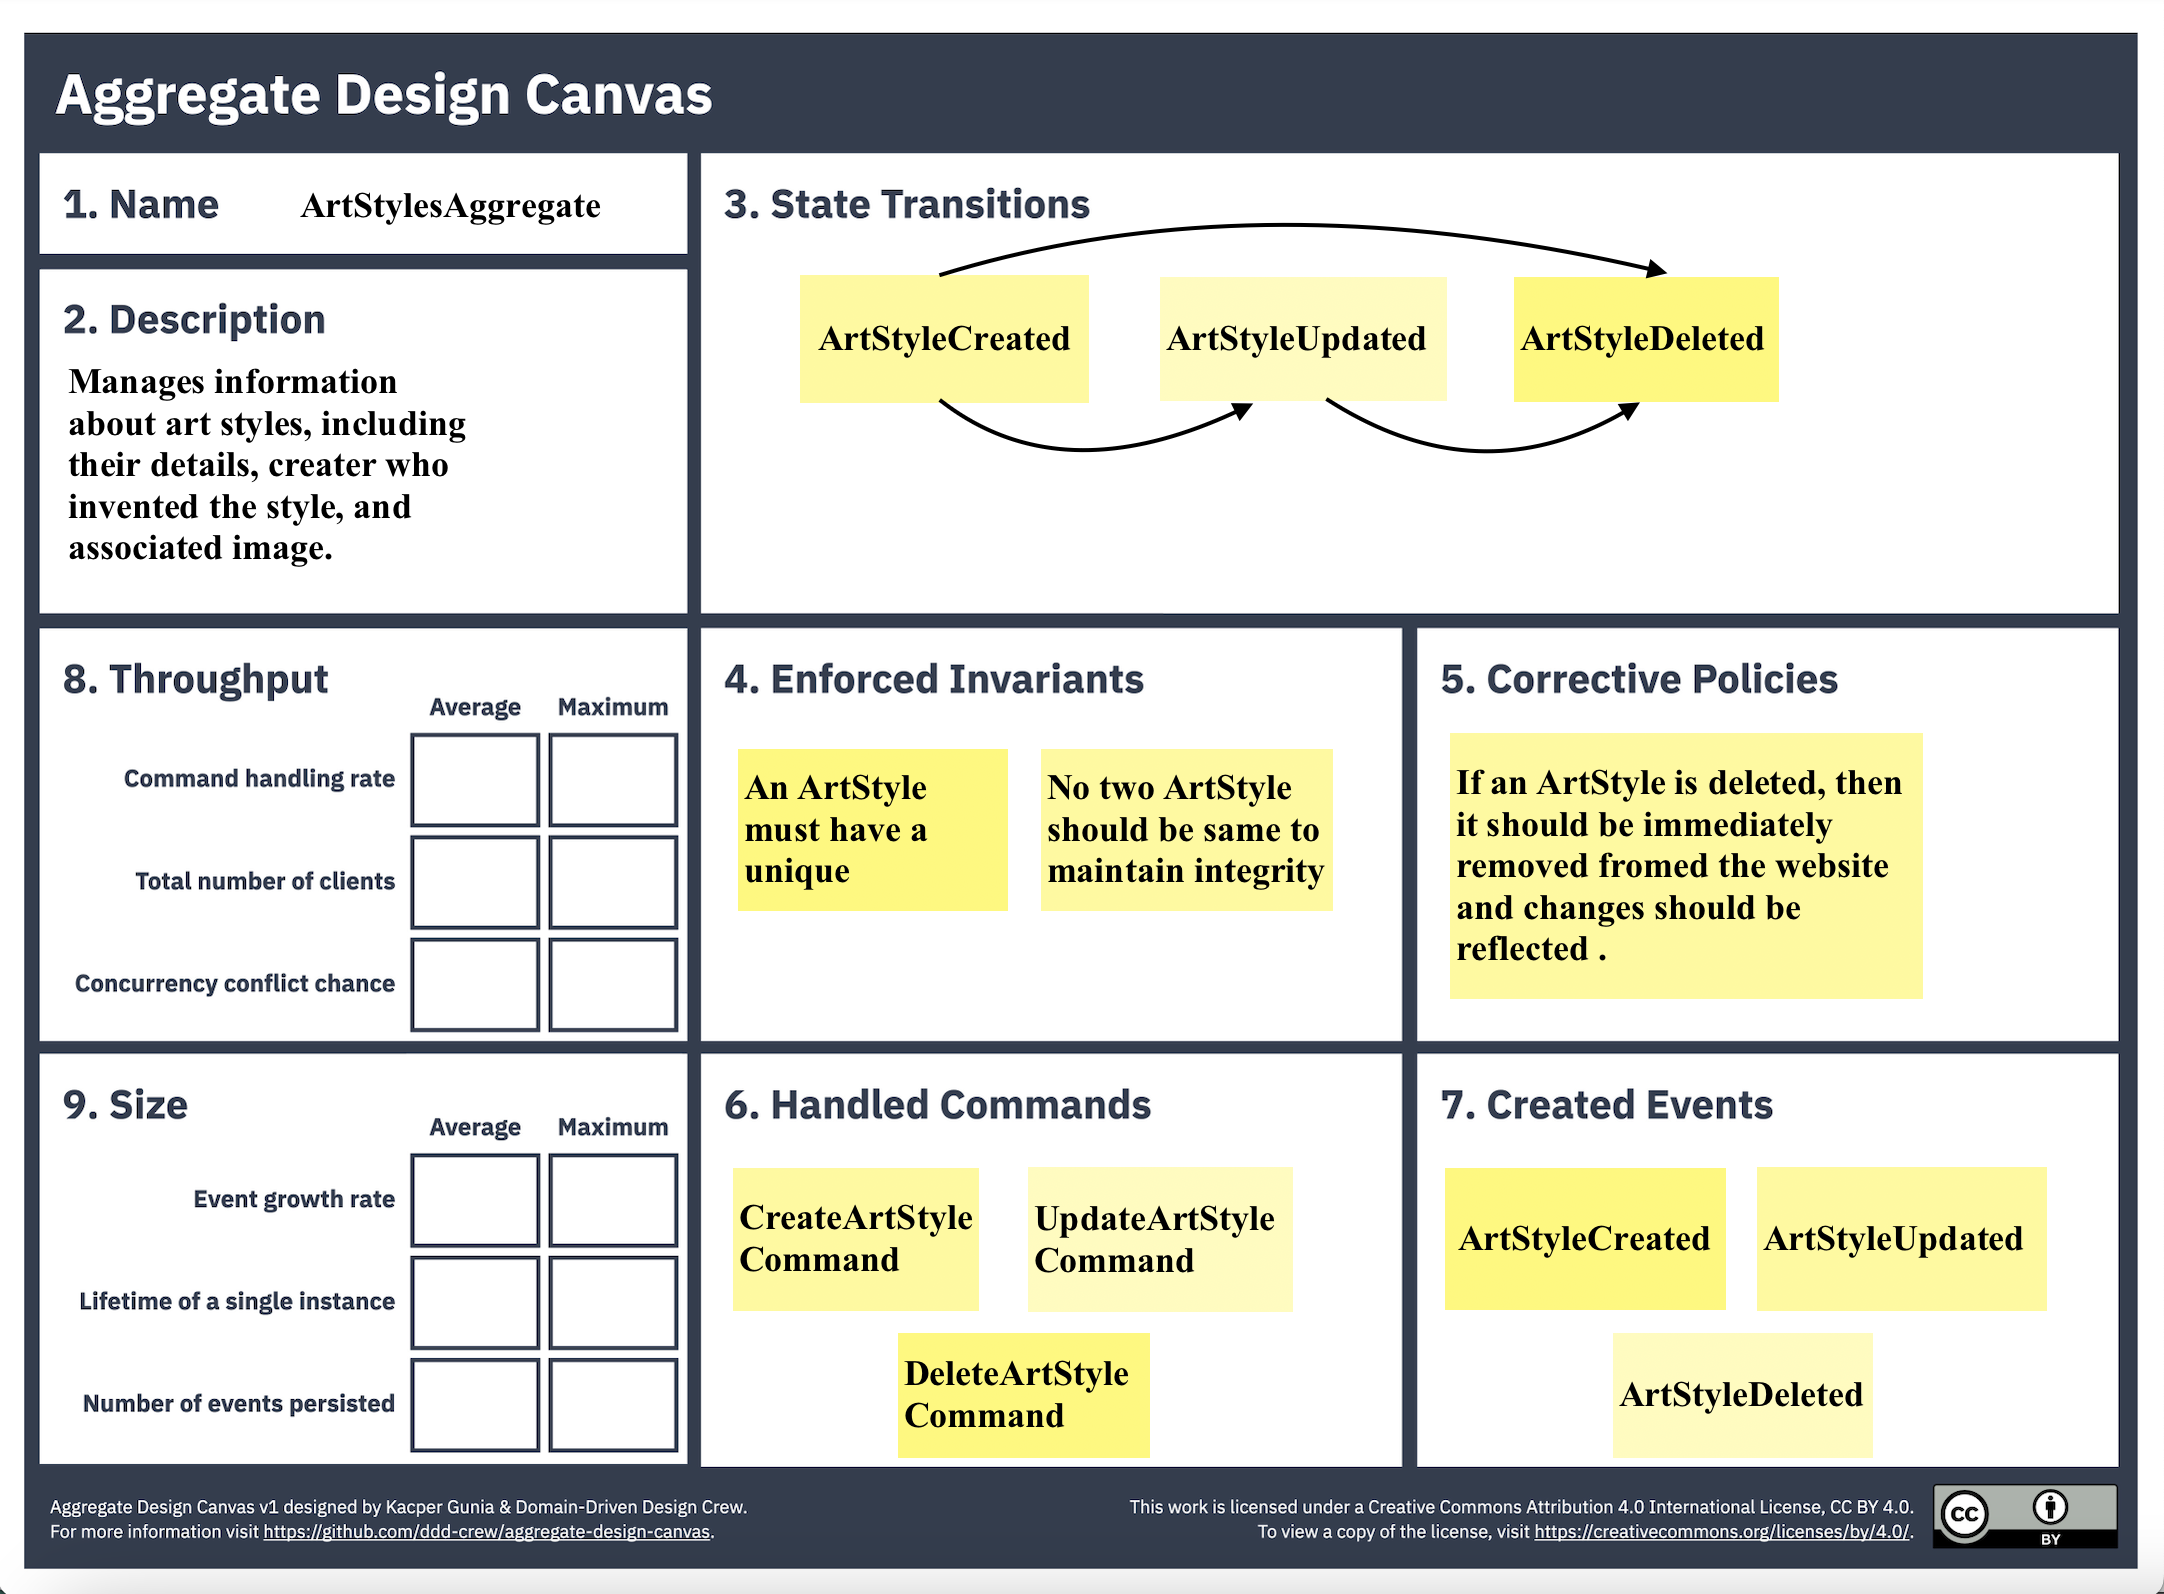 Aggregate Design Canvas
1. Name
ArtStylesAggregate
2. Description
Manages information
about art styles, including
their details, creater who
invented the style, and
associated image.
3. State Transitions
ArtStyleCreated
ArtStyleUpdated
ArtStyleDeleted
8. Throughput
Average
Maximum
Command handling rate
Total number of clients
Concurrency conflict chance
4. Enforced Invariants
An ArtStyle
must have a
unique
No two ArtStyle
should be same to
maintain integrity
5. Corrective Policies
If an ArtStyle is deleted, then
it should be immediately
removed fromed the website
and changes should be
reflected .
9. Size
Average
Maximum
Event growth rate
Lifetime of a single instance
Number of events persisted
6. Handled Commands
CreateArtStyle
Command
UpdateArtStyle
Command
DeleteArtStyle
Command
7. Created Events
ArtStyleCreated
ArtStyleUpdated
ArtStyleDeleted
Aggregate Design Canvas v1 designed by Kacper Gunia & Domain-Driven Design Crew.
For more information visit https://github.com/ddd-crew/aggregate-design-canvas.
This work is licensed under a Creative Commons Attribution 4.0 International License, CC BY 4.0.
To view a copy of the license, visit https://creativecommons.org/licenses/by/4.0/.
CC
BY